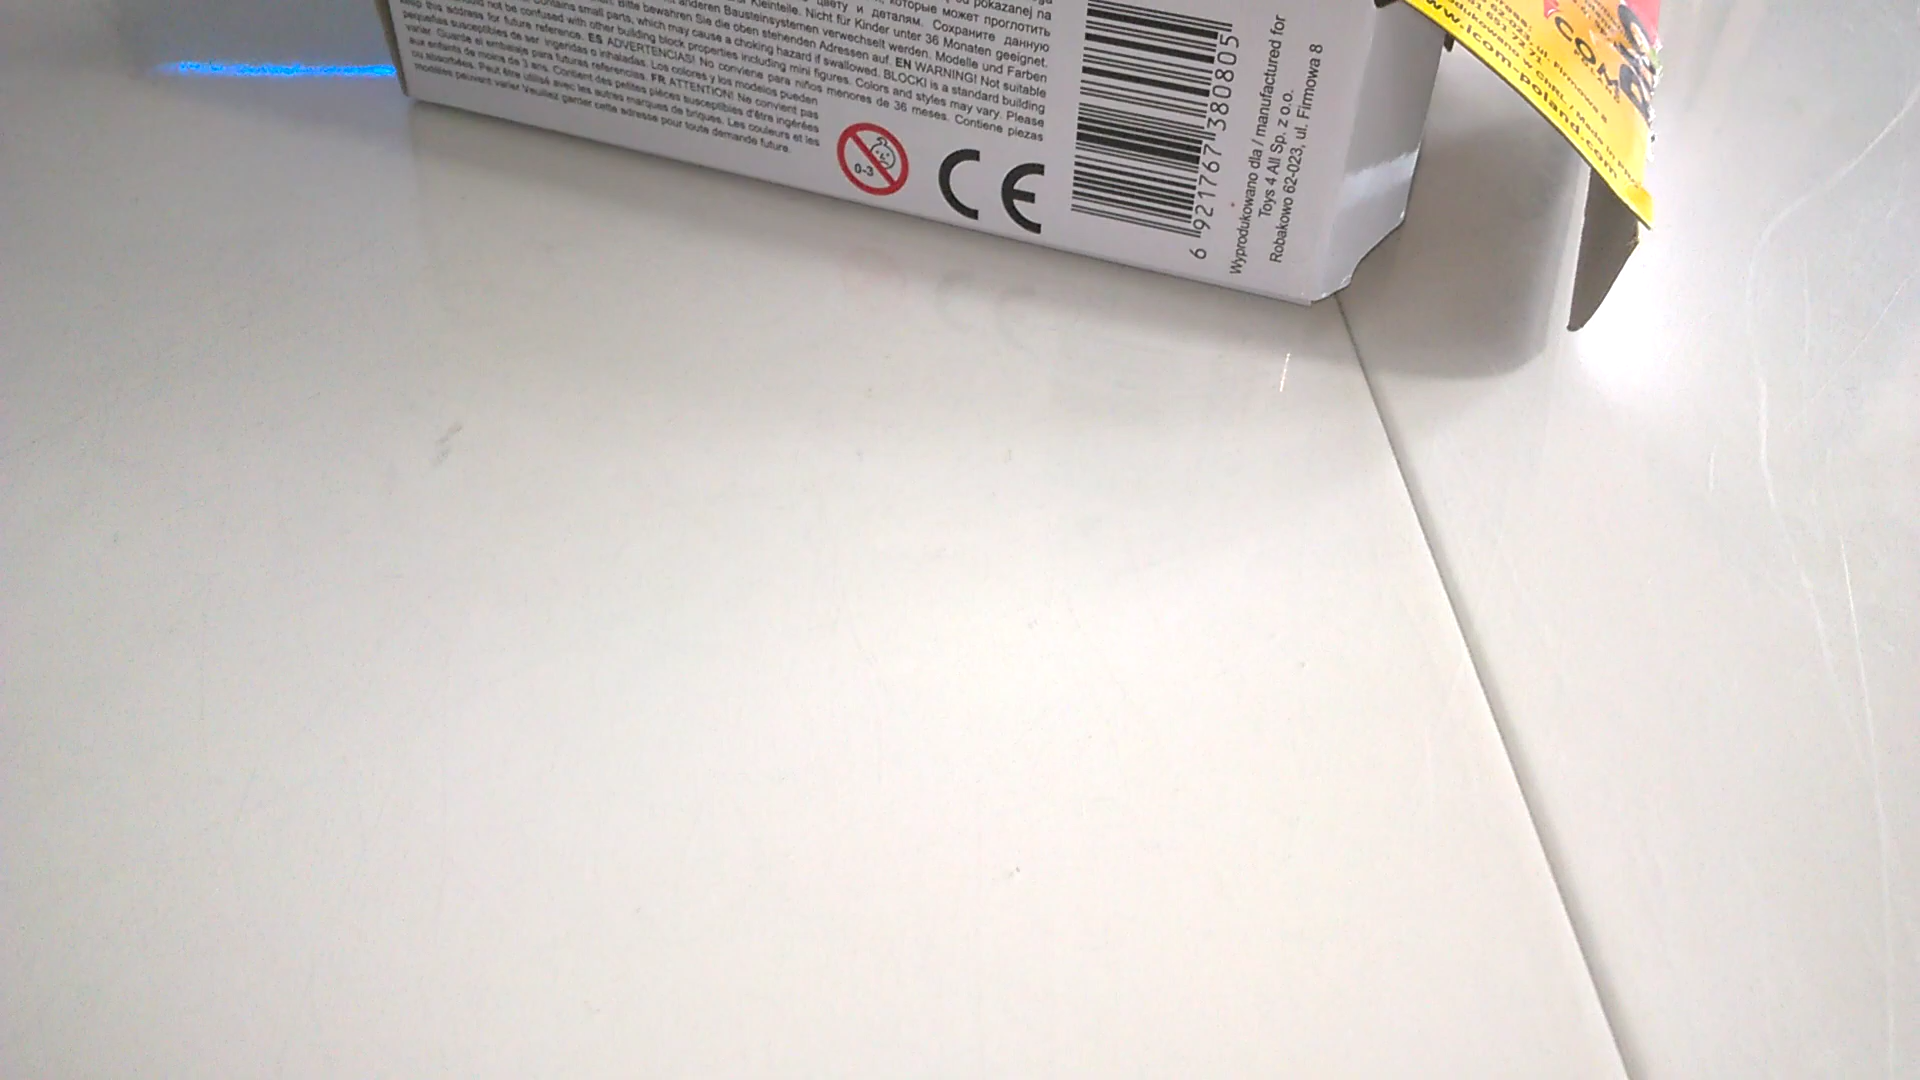 pokazanej na
которые может проглотить
цвету и деталям. Сохраните данную
anderen Bausteinsystemen verwechselt werden. Modelle und Farben
Kleinteile. Nicht für Kinder unter 36 Monaten geeignet.
Bitte bewahren Sie die oben stehenden Adressen auf. EN WARNING! Not suitable
contains small parts, which may cause a choking hazard if swallowed. BLOCKI is a standard building
not be confused with other building block properties including mini figures. Colors and styles may vary. Please
this address for future reference. ES ADVERTENCIAS! No conviene para niños menores de 36 meses. Contiene piezas
pequeñas susceptibles de ser ingeridas o inhaladas. Los colores y los modelos pueden
variar. Guarde el embalaje para futuras referencias. FR ATTENTION! Ne convient pas
aux enfants de moins de 3 ans. Contient des petites pièces susceptibles d'être ingérées
ou absorbées. Peut être utilisé avec les autres marques de briques. Les couleurs et les
modèles peuvent varier Veuillez garder cette adresse pour toute demande future.
0-3
CE
6 921767 380805
Wyprodukowano dla / manufactured for
Toys 4 All Sp. z o.o.
Robakowo 62-023, ul. Firmowa 8
COM
www.icom-poland.com